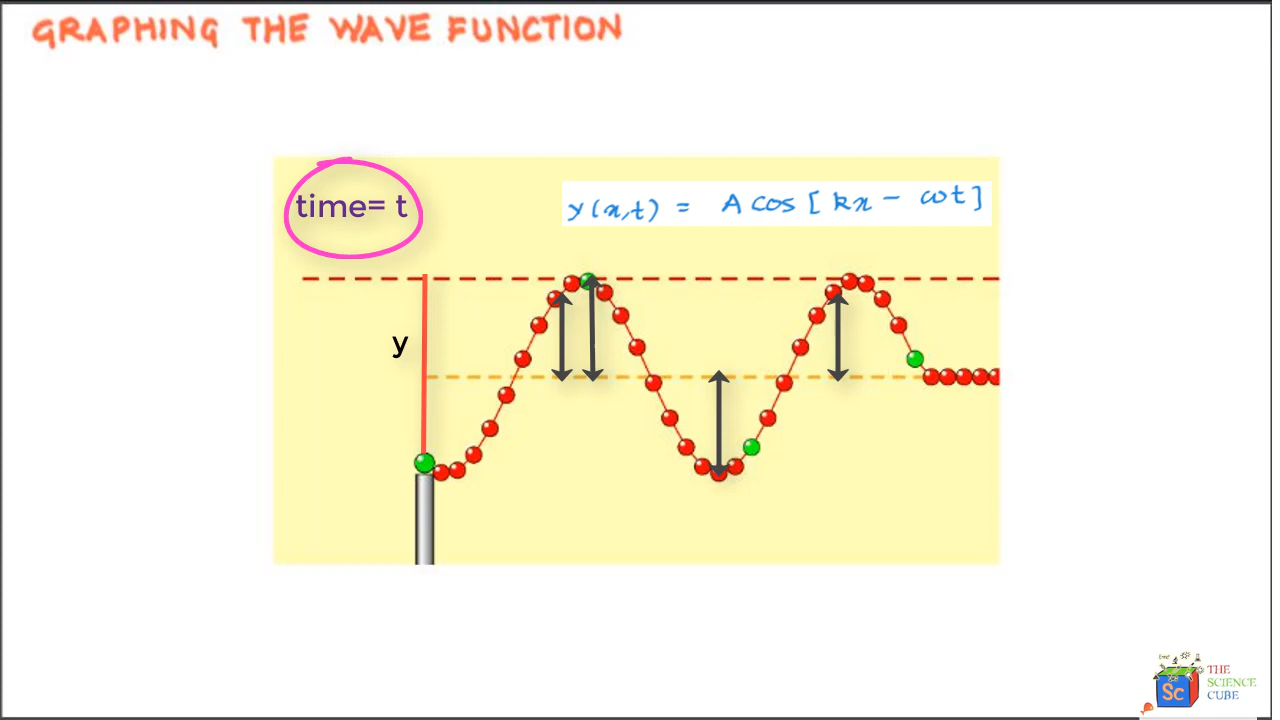 GRAPHING THE WAVE FUNCTION
time= t
y(x,t) = A cos [ kx - ωt ]
y
Sc
THE
SCIENCE
CUBE